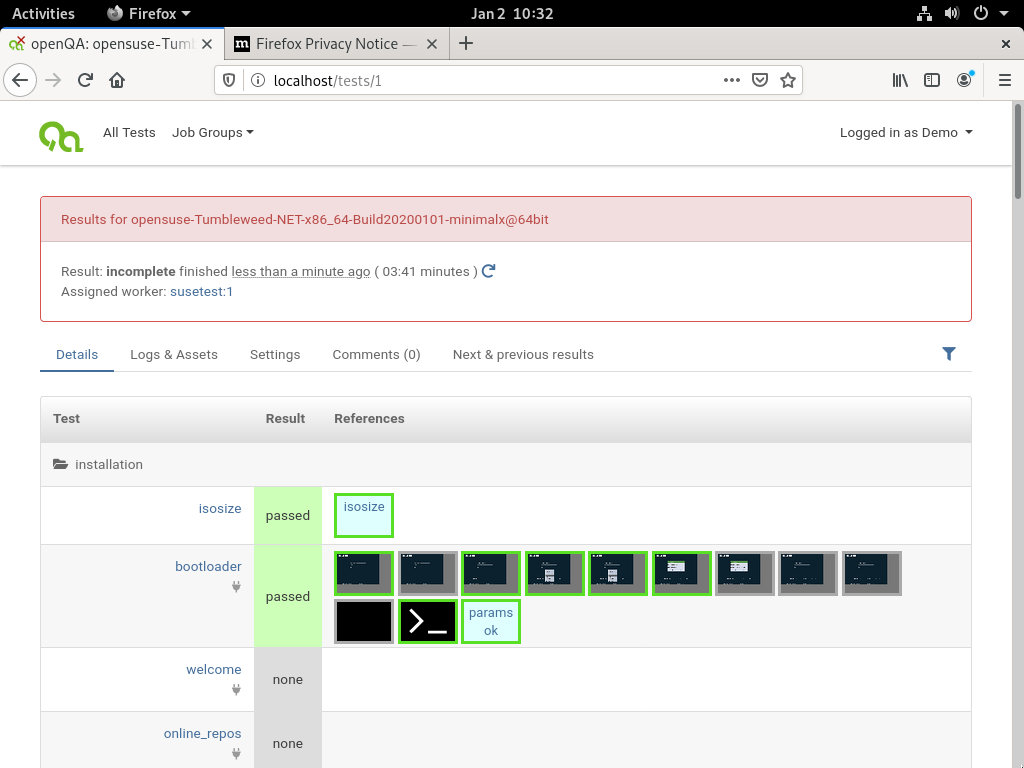 Activities Firefox Jan 2 10:32
openQA: opensuse-Tum Firefox Privacy Notice —
localhost/tests/1
All Tests Job Groups Logged in as Demo
Results for opensuse-Tumbleweed-NET-x86_64-Build20200101-minimalx@64bit
Result: incomplete finished less than a minute ago ( 03:41 minutes )
Assigned worker: susetest:1
Details Logs & Assets Settings Comments (0) Next & previous results
Test Result References
installation
isosize passed isosize
bootloader passed
>_ params ok
welcome none
online_repos none